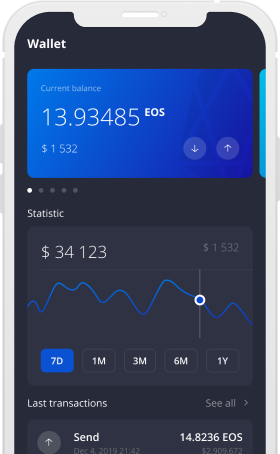 Wallet
Current balance
13.93485 EOS
$ 1 532
Statistic
$ 34 123
$ 1 532
7D 1M 3M 6M 1Y
Last transactions See all
Send 14.8236 EOS
Dec 4, 2019 21:42 $2,909,672